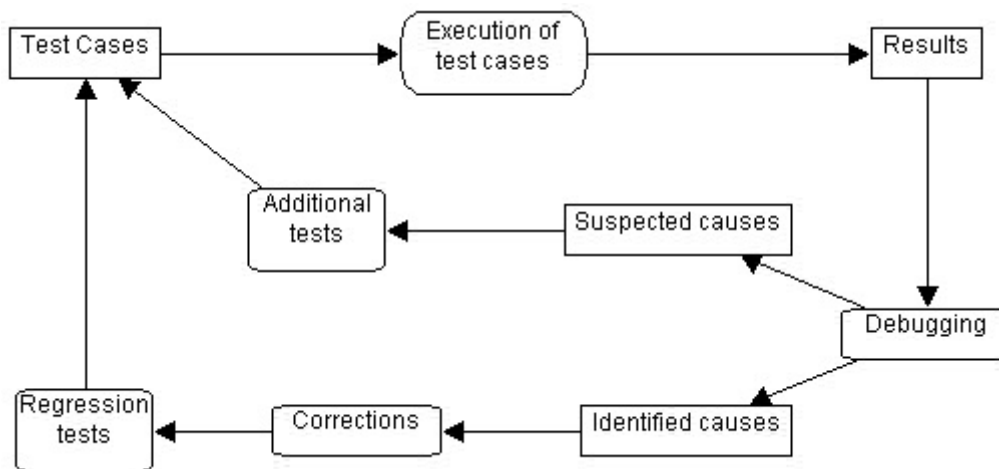 Test Cases
Execution of
test cases
Results
Additional
tests
Suspected causes
Debugging
Regression
tests
Corrections
Identified causes